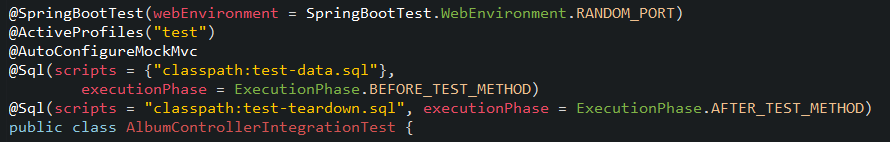 @SpringBootTest(webEnvironment = SpringBootTest.WebEnvironment.RANDOM_PORT)
@ActiveProfiles("test")
@AutoConfigureMockMvc
@Sql(scripts = {"classpath:test-data.sql"},
        executionPhase = ExecutionPhase.BEFORE_TEST_METHOD)
@Sql(scripts = "classpath:test-teardown.sql", executionPhase = ExecutionPhase.AFTER_TEST_METHOD)
public class AlbumControllerIntegrationTest {